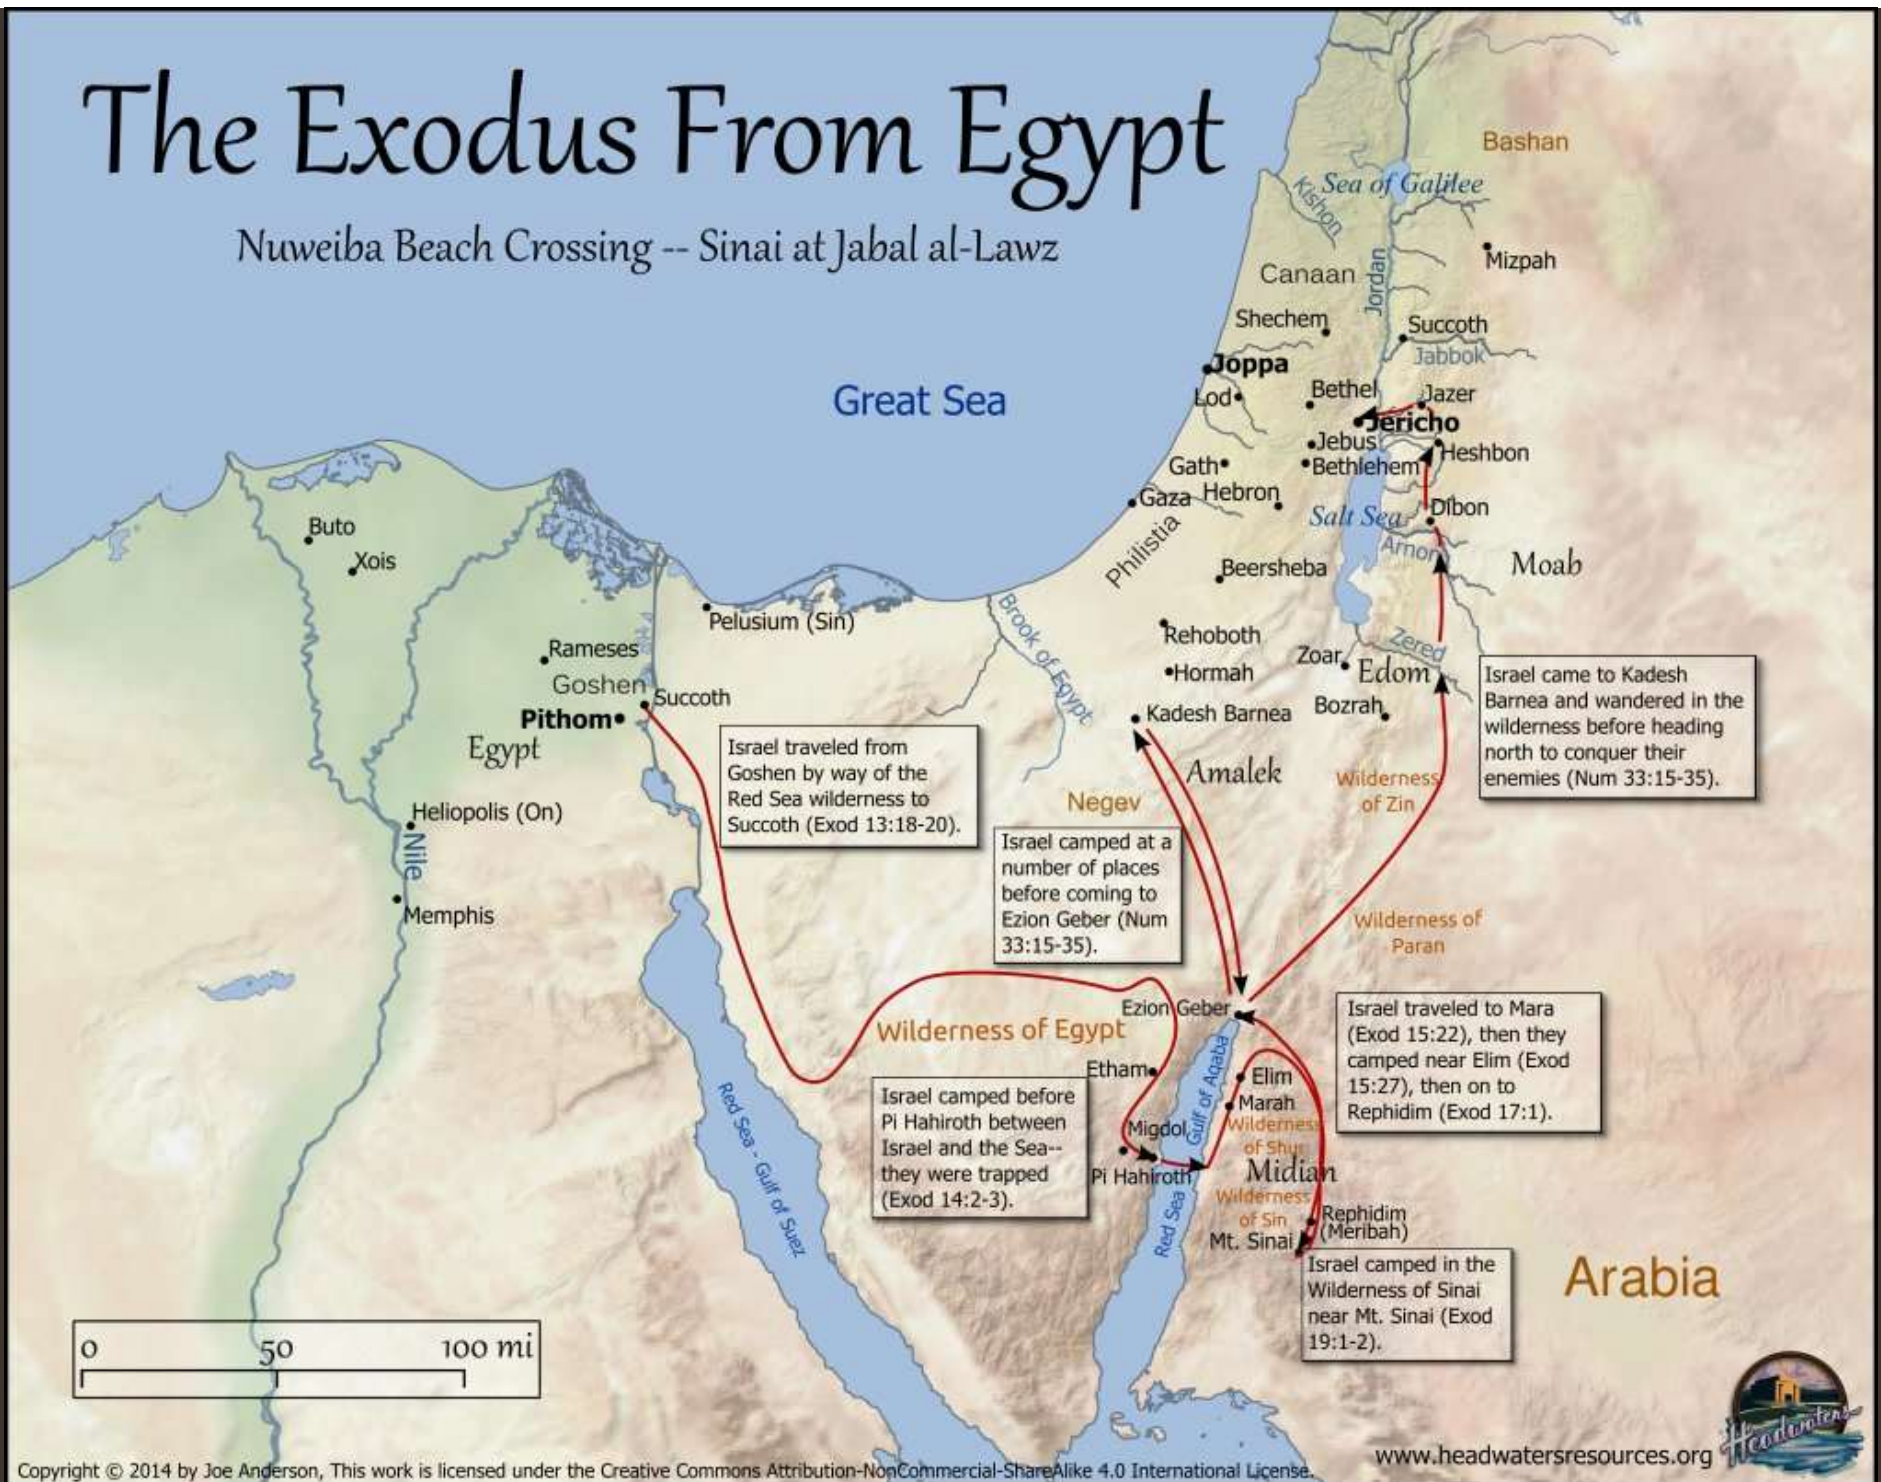 The Exodus From Egypt
Nuweiba Beach Crossing -- Sinai at Jabal al-Lawz
Great Sea
Bashan
Sea of Galilee
Kishon
Mizpah
Canaan
Jordan
Shechem
Succoth
Jabbok
Joppa
Lod
Bethel
Jazer
Jericho
Jebus
Heshbon
Gath
Bethlehem
Gaza
Hebron
Dibon
Salt Sea
Philistia
Arnon
Moab
Beersheba
Buto
Xois
Pelusium (Sin)
Brook of Egypt
Rehoboth
Zered
Rameses
Hormah
Zoar
Edom
Goshen
Succoth
Pithom
Kadesh Barnea
Bozrah
Egypt
Israel came to Kadesh
Barnea and wandered in the
wilderness before heading
north to conquer their
enemies (Num 33:15-35).
Israel traveled from
Goshen by way of the
Red Sea wilderness to
Succoth (Exod 13:18-20).
Amalek
Wilderness
of Zin
Negev
Heliopolis (On)
Nile
Memphis
Israel camped at a
number of places
before coming to
Ezion Geber (Num
33:15-35).
Wilderness of
Paran
Ezion Geber
Wilderness of Egypt
Israel traveled to Mara
(Exod 15:22), then they
camped near Elim (Exod
15:27), then on to
Rephidim (Exod 17:1).
Etham
Gulf of Aqaba
Elim
Marah
Israel camped before
Pi Hahiroth between
Israel and the Sea--
they were trapped
(Exod 14:2-3).
Migdol
Wilderness
of Shur
Pi Hahiroth
Midian
Red Sea - Gulf of Suez
Red Sea
Wilderness
of Sin
Rephidim
(Meribah)
Mt. Sinai
Israel camped in the
Wilderness of Sinai
near Mt. Sinai (Exod
19:1-2).
Arabia
0 50 100 mi
Headwaters
www.headwatersresources.org
Copyright © 2014 by Joe Anderson, This work is licensed under the Creative Commons Attribution-NonCommercial-ShareAlike 4.0 International License.